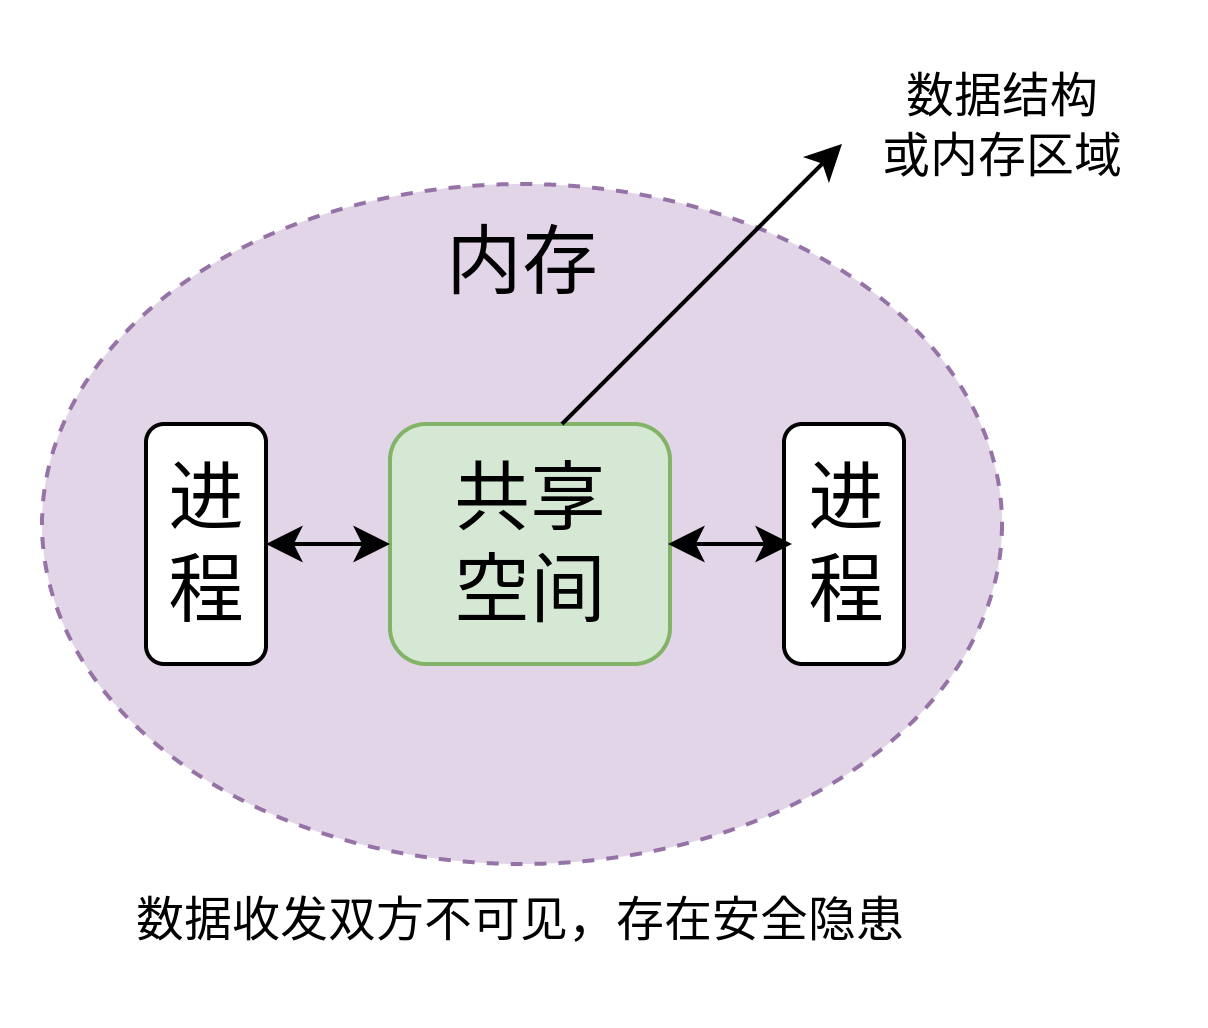 数据结构
或内存区域
内存
进
程
共享
空间
进
程
数据收发双方不可见，存在安全隐患